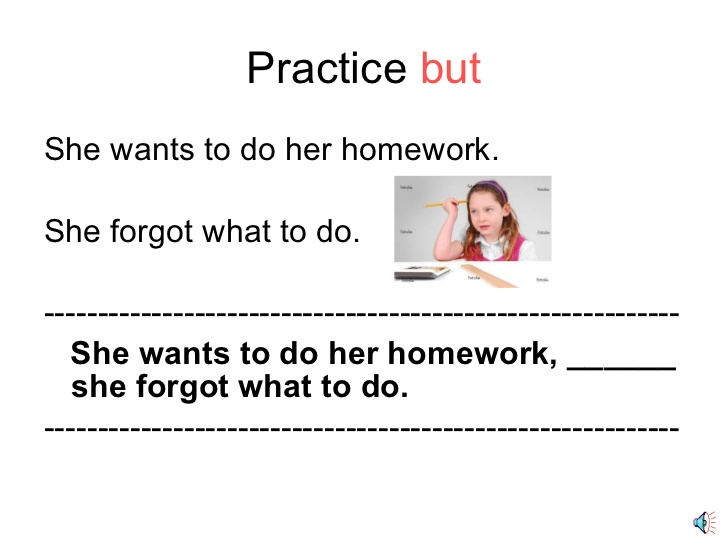 Practice but
She wants to do her homework.
She forgot what to do.
-----------------------------------------------------------
She wants to do her homework, ______
she forgot what to do.
-----------------------------------------------------------